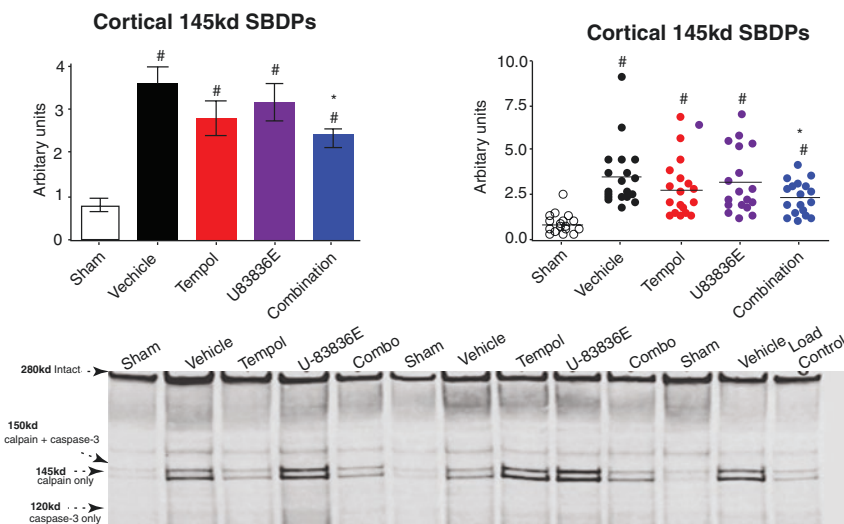 Cortical 145kd SBDPs
Arbitary units
4
3
2
1
0
#
#
#
*
#
Sham
Vechicle
Tempol
U83836E
Combination
Cortical 145kd SBDPs
Arbitary units
10.0
7.5
5.0
2.5
0.0
#
#
#
*
#
Sham
Vehicle
Tempol
U83836E
Combination
Sham
Vehicle
Tempol
U-83836E
Combo
Sham
Vehicle
Tempol
U-83836E
Combo
Sham
Vehicle
Load
Control
280kd Intact
150kd
calpain + caspase-3
145kd
calpain only
120kd
caspase-3 only